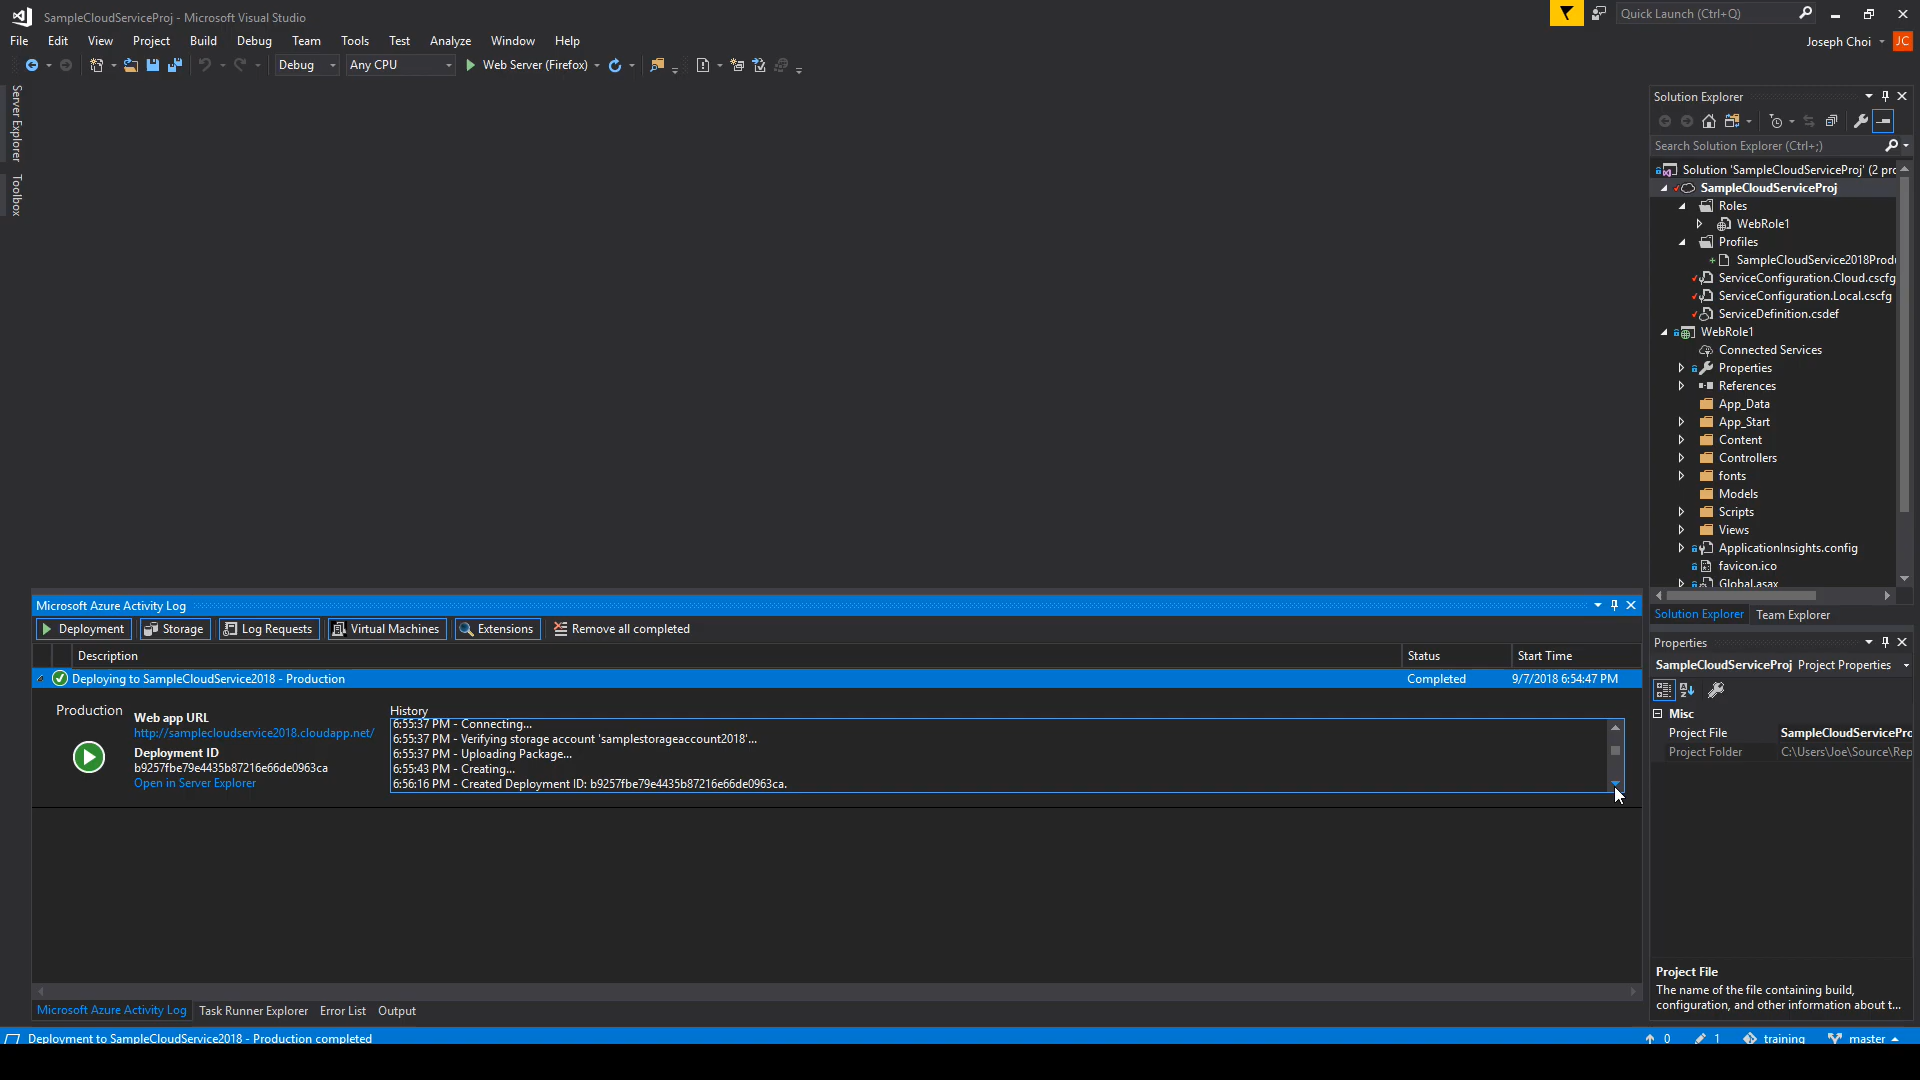 SampleCloudServiceProj - Microsoft Visual Studio
Quick Launch (Ctrl+Q)
File Edit View Project Build Debug Team Tools Test Analyze Window Help
Joseph Choi JC
Debug Any CPU Web Server (Firefox)
Server Explorer
Toolbox
Solution Explorer
Search Solution Explorer (Ctrl+;)
Solution 'SampleCloudServiceProj' (2 pro
SampleCloudServiceProj
Roles
WebRole1
Profiles
SampleCloudService2018Produ
ServiceConfiguration.Cloud.cscfg
ServiceConfiguration.Local.cscfg
ServiceDefinition.csdef
WebRole1
Connected Services
Properties
References
App_Data
App_Start
Content
Controllers
fonts
Models
Scripts
Views
ApplicationInsights.config
favicon.ico
Global.asax
Solution Explorer Team Explorer
Microsoft Azure Activity Log
Deployment Storage Log Requests Virtual Machines Extensions Remove all completed
Description Status Start Time
Deploying to SampleCloudService2018 - Production Completed 9/7/2018 6:54:47 PM
Production
Web app URL
http://samplecloudservice2018.cloudapp.net/
Deployment ID
b9257fbe79e4435b87216e66de0963ca
Open in Server Explorer
History
6:55:37 PM - Connecting...
6:55:37 PM - Verifying storage account 'samplestorageaccount2018'...
6:55:37 PM - Uploading Package...
6:55:43 PM - Creating...
6:56:16 PM - Created Deployment ID: b9257fbe79e4435b87216e66de0963ca.
Properties
SampleCloudServiceProj Project Properties
Misc
Project File SampleCloudServicePro
Project Folder C:\Users\Joe\Source\Rep
Project File
The name of the file containing build,
configuration, and other information about t...
Microsoft Azure Activity Log Task Runner Explorer Error List Output
Deployment to SampleCloudService2018 - Production completed
0 1 training master